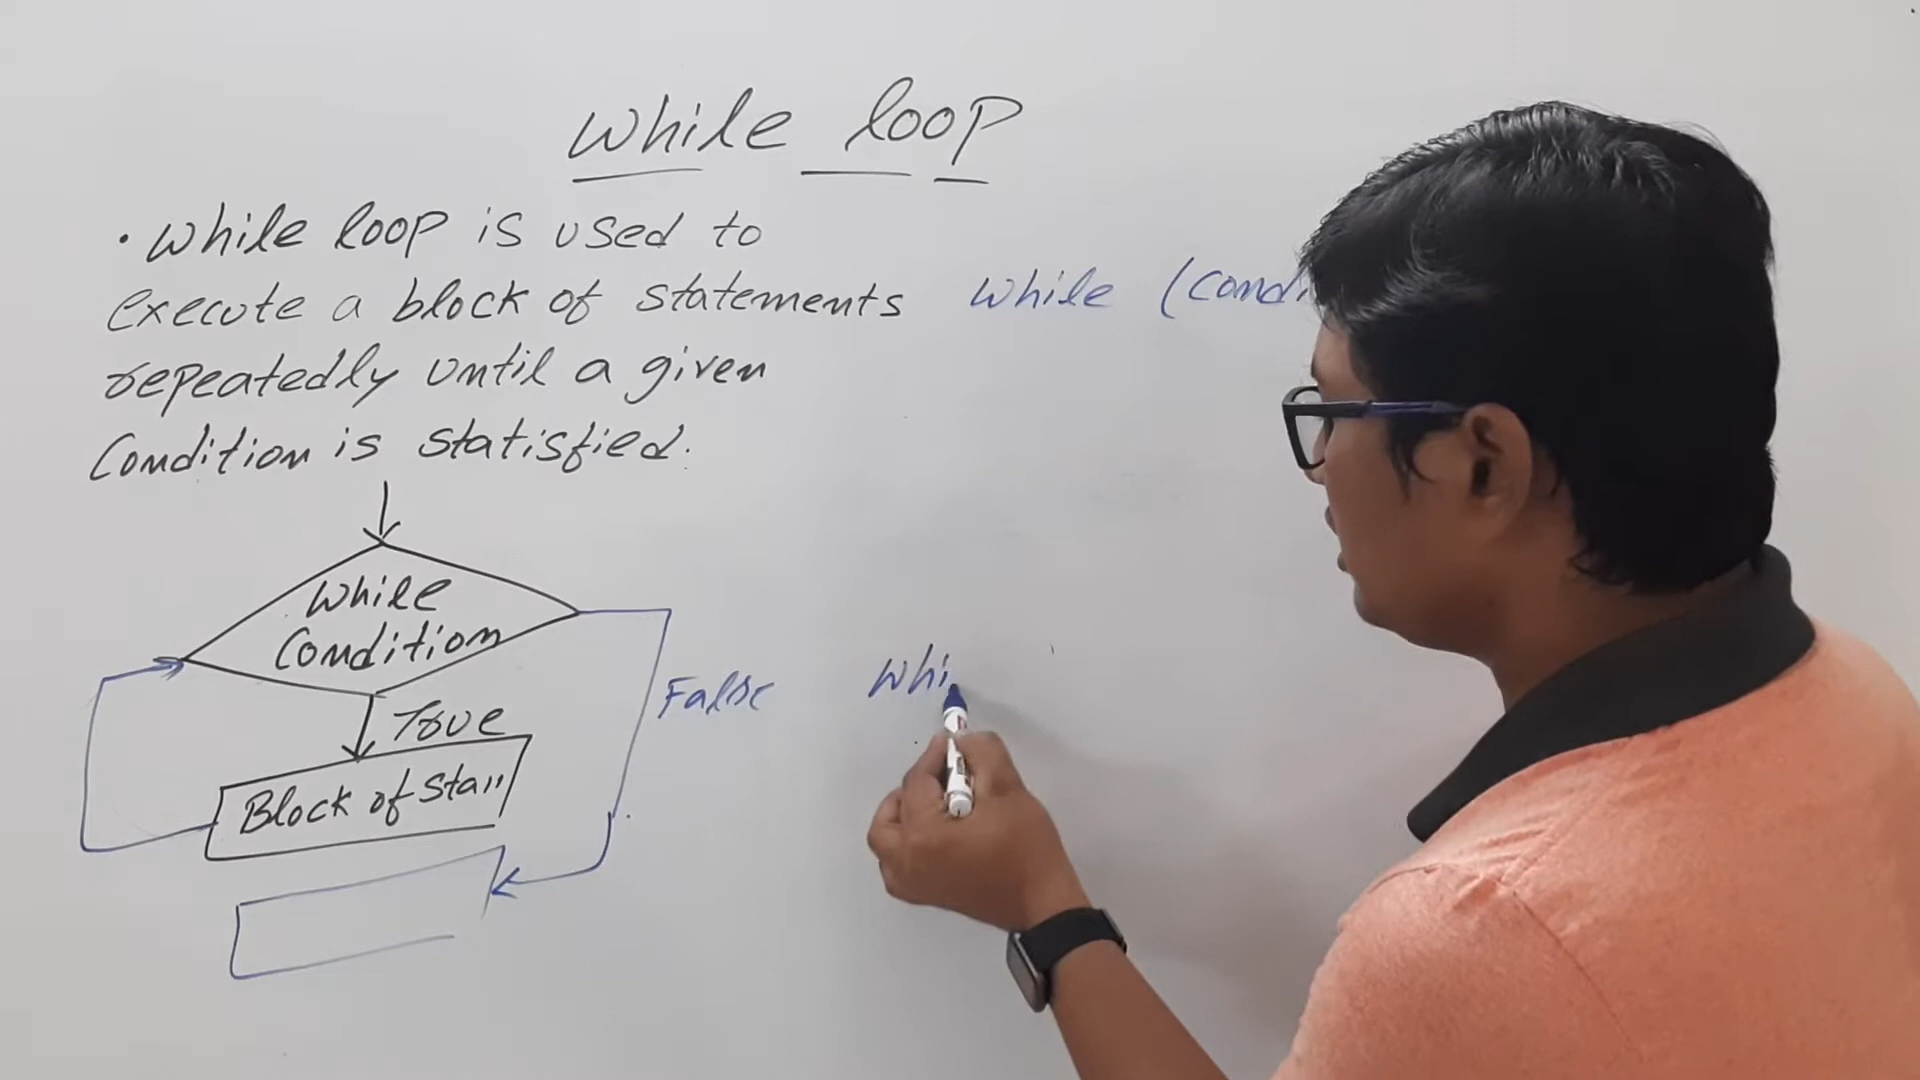 while loop
• while loop is used to
execute a block of statements
repeatedly until a given
Condition is statisfied.
while (condi
While
Condition
True
False
Block of Sta
Whi